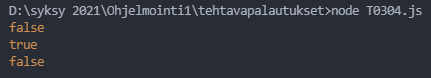 D:\syksy 2021\Ohjelmointi1\tehtavapalautukset>node T0304.js
false
true
false